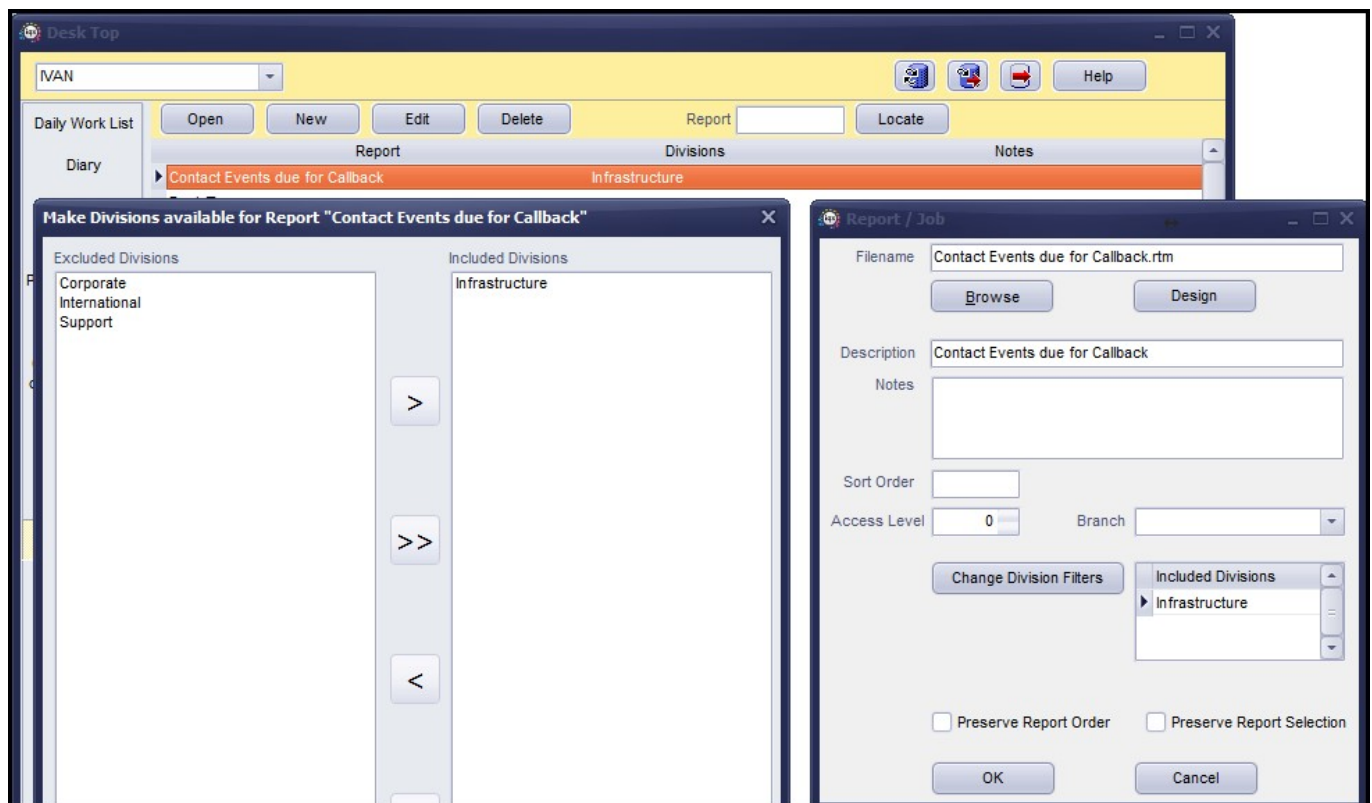 Desk Top
IVAN
Help
Daily Work List
Open New Edit Delete Report Locate
Diary
Report Divisions Notes
Contact Events due for Callback Infrastructure
Make Divisions available for Report "Contact Events due for Callback"
Excluded Divisions
Corporate
International
Support
>
>>
<
Included Divisions
Infrastructure
Report / Job
Filename Contact Events due for Callback.rtm
Browse Design
Description Contact Events due for Callback
Notes
Sort Order
Access Level 0 Branch
Change Division Filters
Included Divisions
Infrastructure
Preserve Report Order Preserve Report Selection
OK Cancel